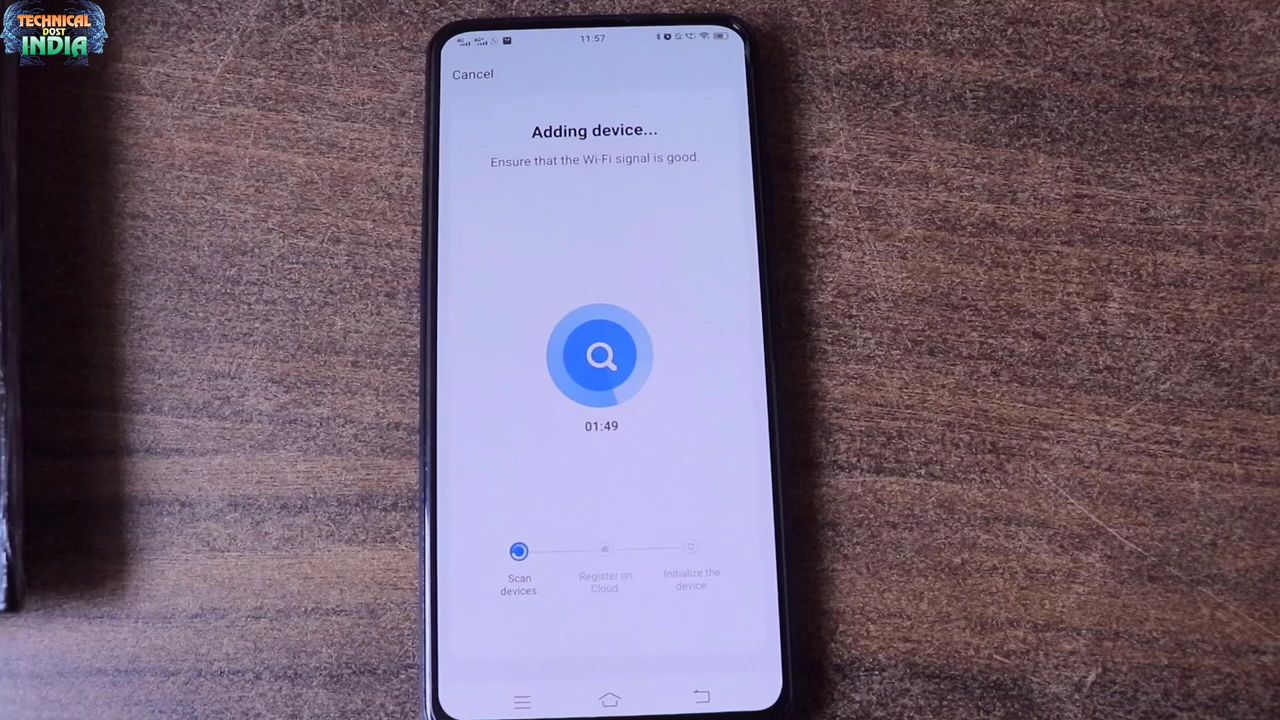 TECHNICAL
DOST
INDIA
11:57
Cancel
Adding device...
Ensure that the Wi-Fi signal is good.
01:49
Scan
devices.
Register on
Cloud.
Initialize the
device.